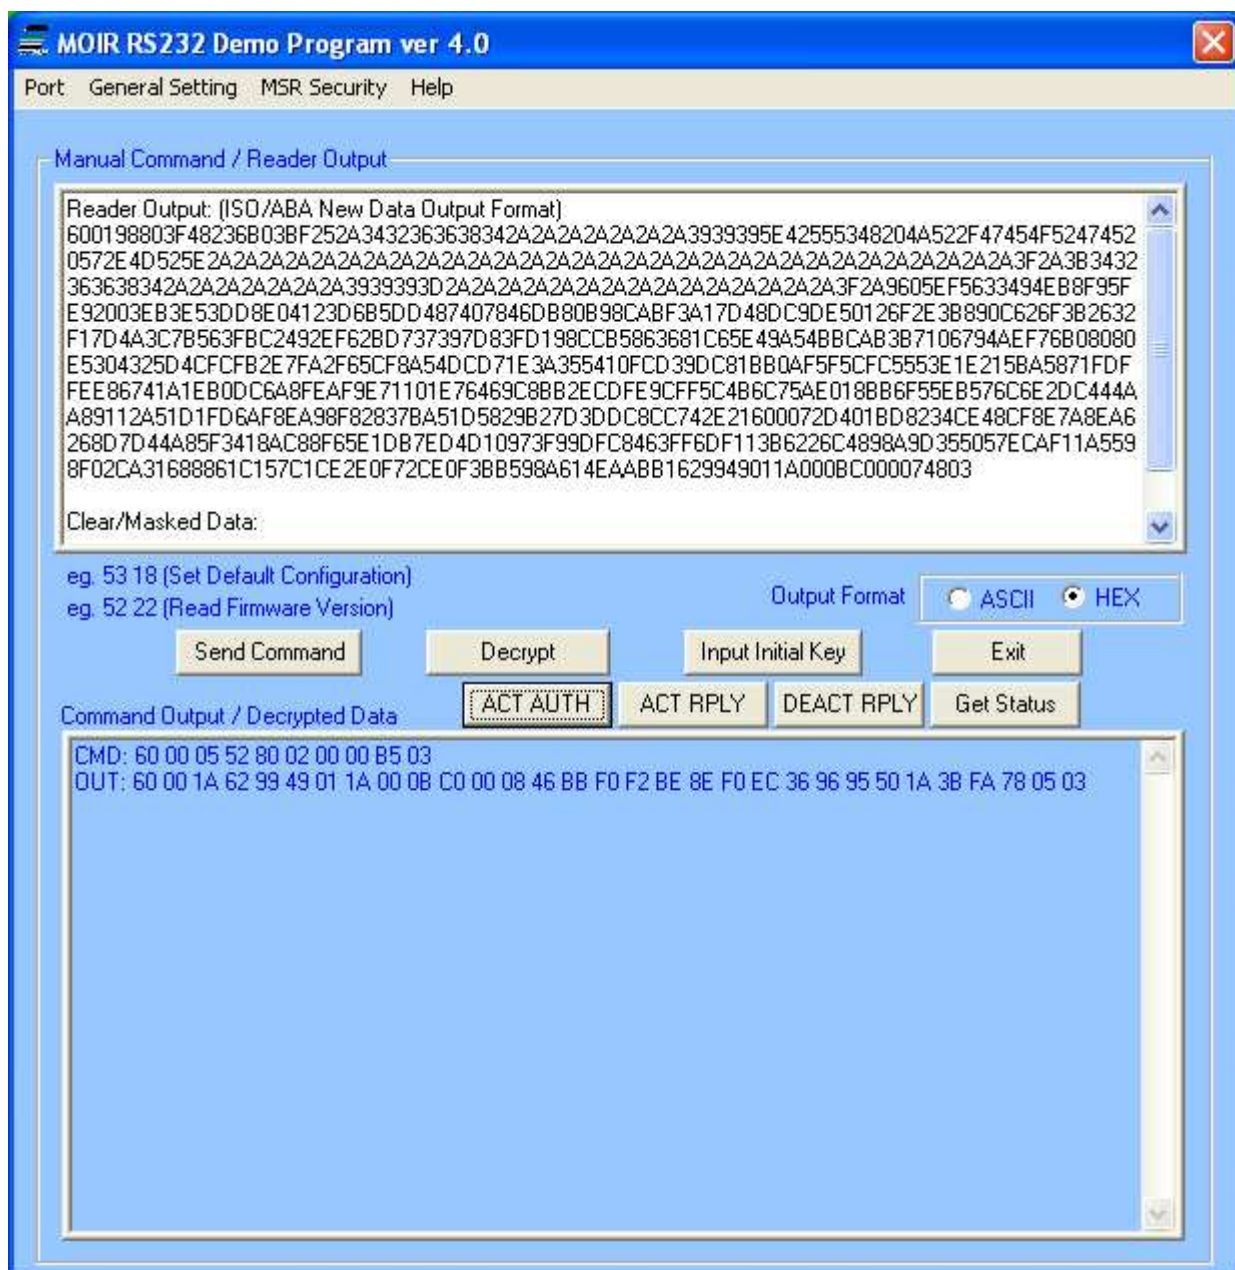 MOIR RS232 Demo Program ver 4.0
Port General Setting MSR Security Help
Manual Command / Reader Output
Reader Output: (ISO/ABA New Data Output Format)
600198803F48236B03BF252A3432363638342A2A2A2A2A2A2A3939395E42555348204A522F47454F5247452
0572E4D525E2A2A2A2A2A2A2A2A2A2A2A2A2A2A2A2A2A2A2A2A2A2A2A2A2A2A2A2A2A2A2A3F2A3B3432
363638342A2A2A2A2A2A2A3939393D2A2A2A2A2A2A2A2A2A2A2A2A2A2A2A3F2A9605EF5633494EB8F95F
E92003EB3E53DD8E04123D6B5DD487407846DB80B98CABF3A17D48DC9DE50126F2E3B890C626F3B2632
F17D4A3C7B563FBC2492EF62BD737397D83FD198CCB5863681C65E49A54BBCAB3B7106794AEF76B08080
E5304325D4CFCFB2E7FA2F65CF8A54DCD71E3A355410FCD39DC81BB0AF5F5CFC5553E1E215BA5871FDF
FEE86741A1EB0DC6A8FEAF9E71101E76469C8BB2ECDFE9CFF5C4B6C75AE018BB6F55EB576C6E2DC444A
A89112A51D1FD6AF8EA98F82837BA51D5829B27D3DDC8CC742E21600072D401BD8234CE48CF8E7A8EA6
268D7D44A85F3418AC88F65E1DB7ED4D10973F99DFC8463FF6DF113B6226C4898A9D355057ECAF11A559
8F02CA31688861C157C1CE2E0F72CE0F3BB598A614EAABB1629949011A000BC000074803
Clear/Masked Data:
eg. 53 18 (Set Default Configuration)
eg. 52 22 (Read Firmware Version)
Output Format ASCII HEX
Send Command Decrypt Input Initial Key Exit
ACT AUTH ACT RPLY DEACT RPLY Get Status
Command Output / Decrypted Data
CMD: 60 00 05 52 80 02 00 00 B5 03
OUT: 60 00 1A 62 99 49 01 1A 00 0B C0 00 08 46 BB F0 F2 BE 8E F0 EC 36 96 95 50 1A 3B FA 78 05 03